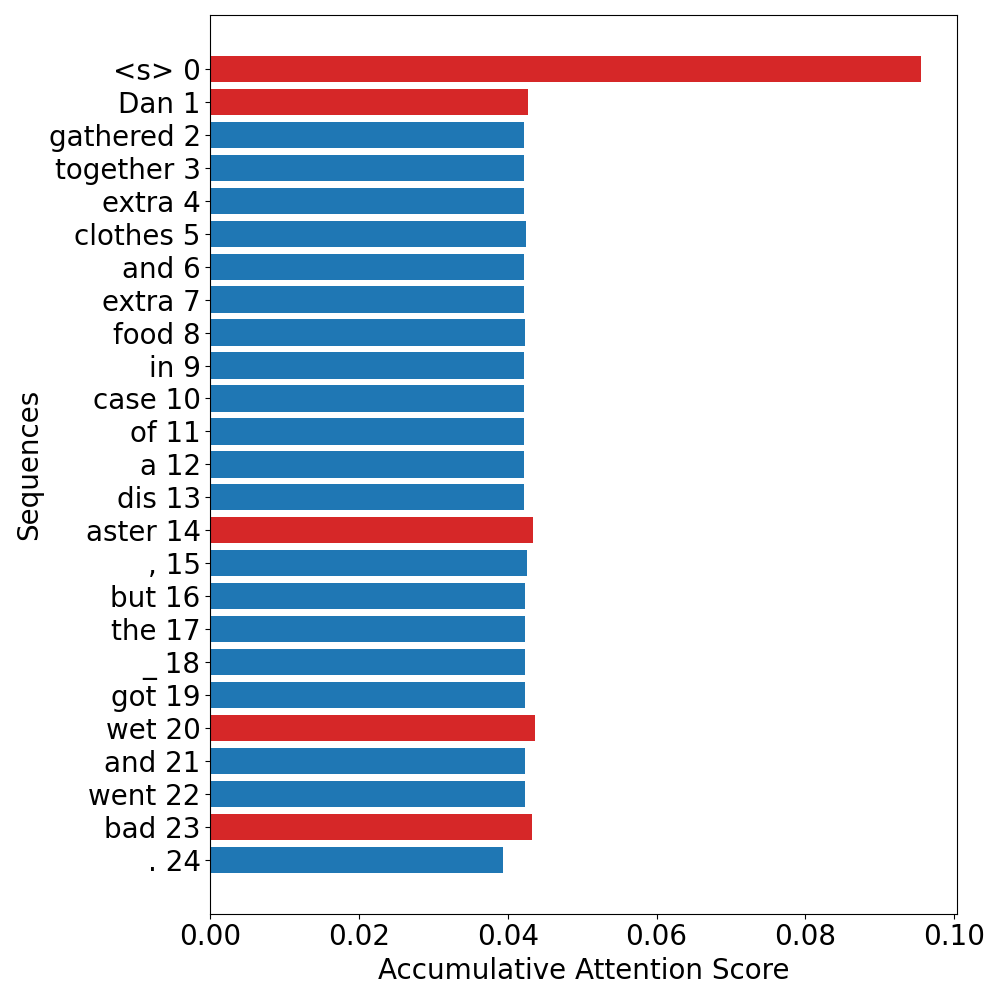 <s> 0
Dan 1
gathered 2
together 3
extra 4
clothes 5
and 6
extra 7
food 8
in 9
case 10
of 11
a 12
dis 13
aster 14
, 15
but 16
the 17
_ 18
got 19
wet 20
and 21
went 22
bad 23
. 24
Sequences
0.00 0.02 0.04 0.06 0.08 0.10
Accumulative Attention Score